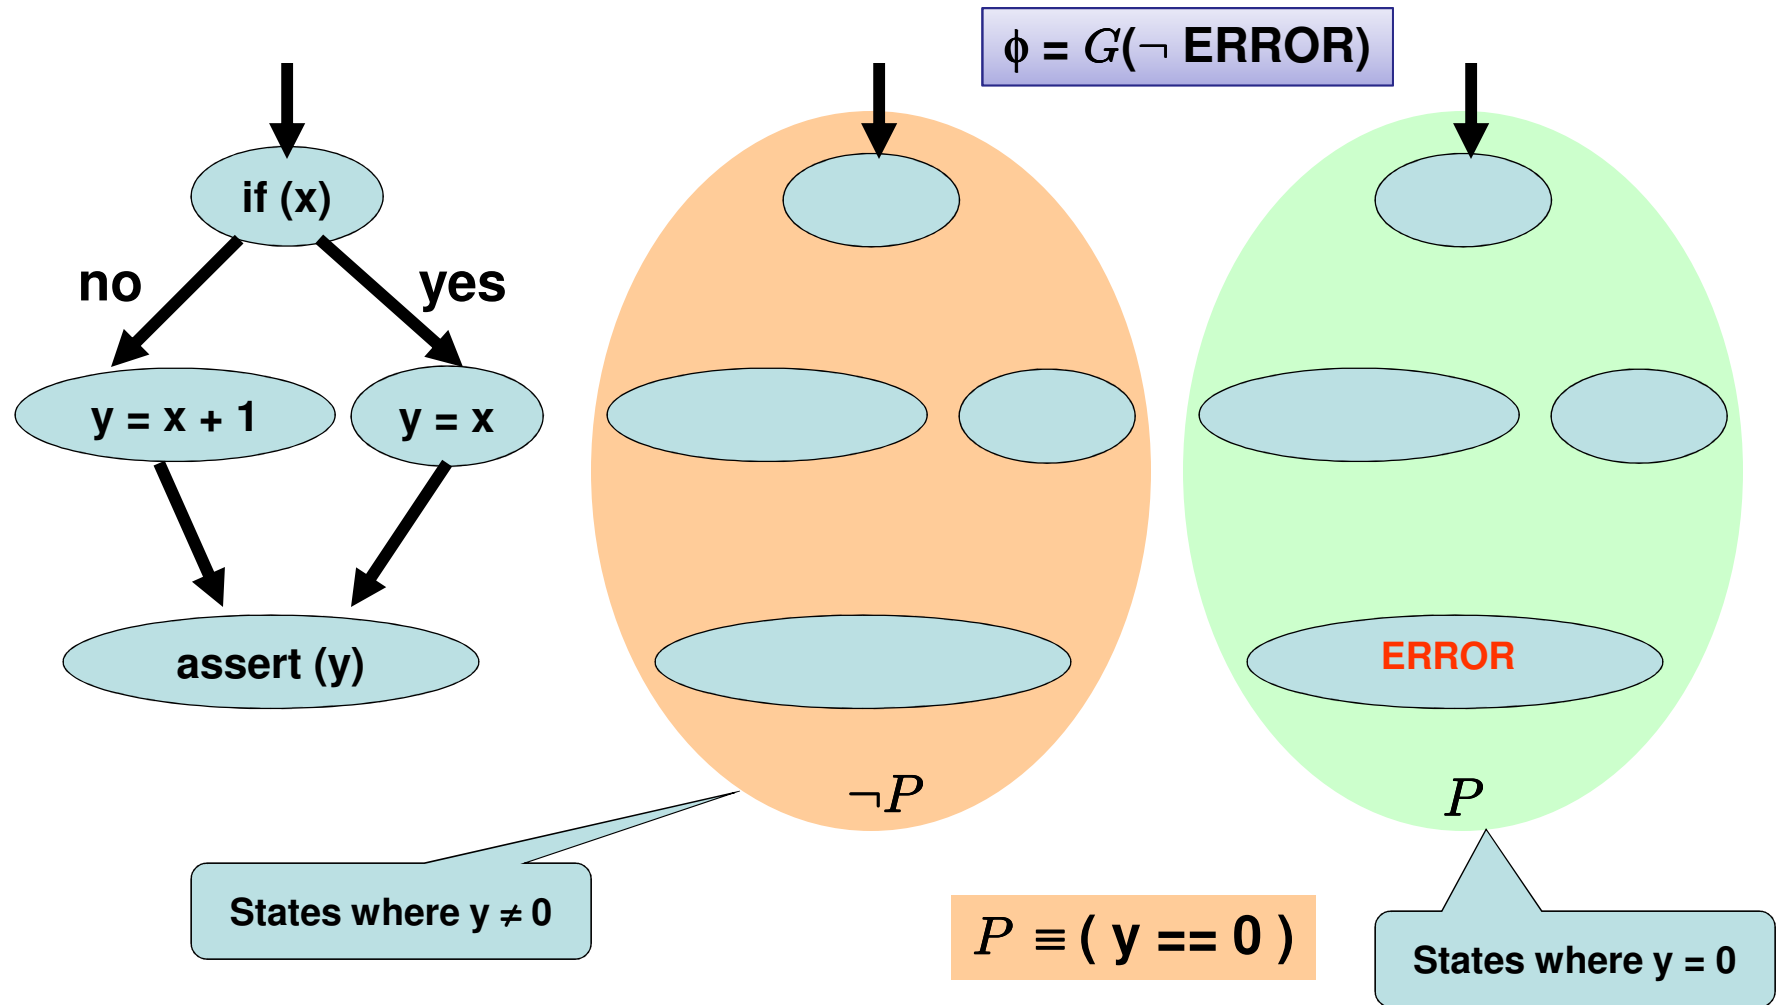 ϕ = G(¬ ERROR)
if (x)
no
yes
y = x + 1
y = x
assert (y)
ERROR
¬P
P
States where y ≠ 0
P ≡ ( y == 0 )
States where y = 0